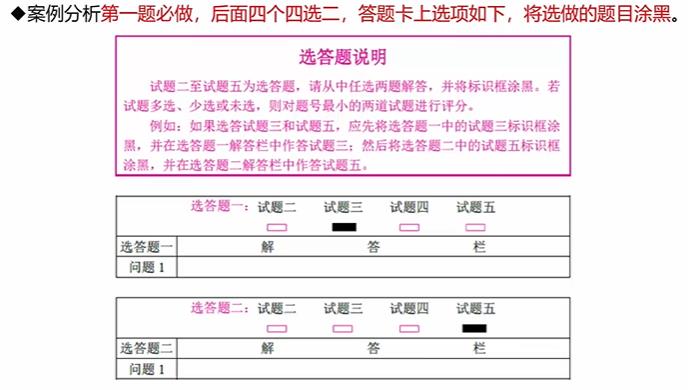 ◆案例分析第一题必做，后面四个四选二，答题卡上选项如下，将选做的题目涂黑。
选答题说明
试题二至试题五为选答题，请从中任选两题解答，并将标识框涂黑。若
试题多选、少选或未选，则对题号最小的两道试题进行评分。
例如：如果选答试题三和试题五，应先将选答题一中的试题三标识框涂
黑，并在选答题一解答栏中作答试题三；然后将选答题二中的试题五标识框
涂黑，并在选答题二解答栏中作答试题五。
选答题一：试题二 试题三 试题四 试题五
选答题一 解 答 栏
问题 1
选答题二：试题二 试题三 试题四 试题五
选答题二 解 答 栏
问题 1